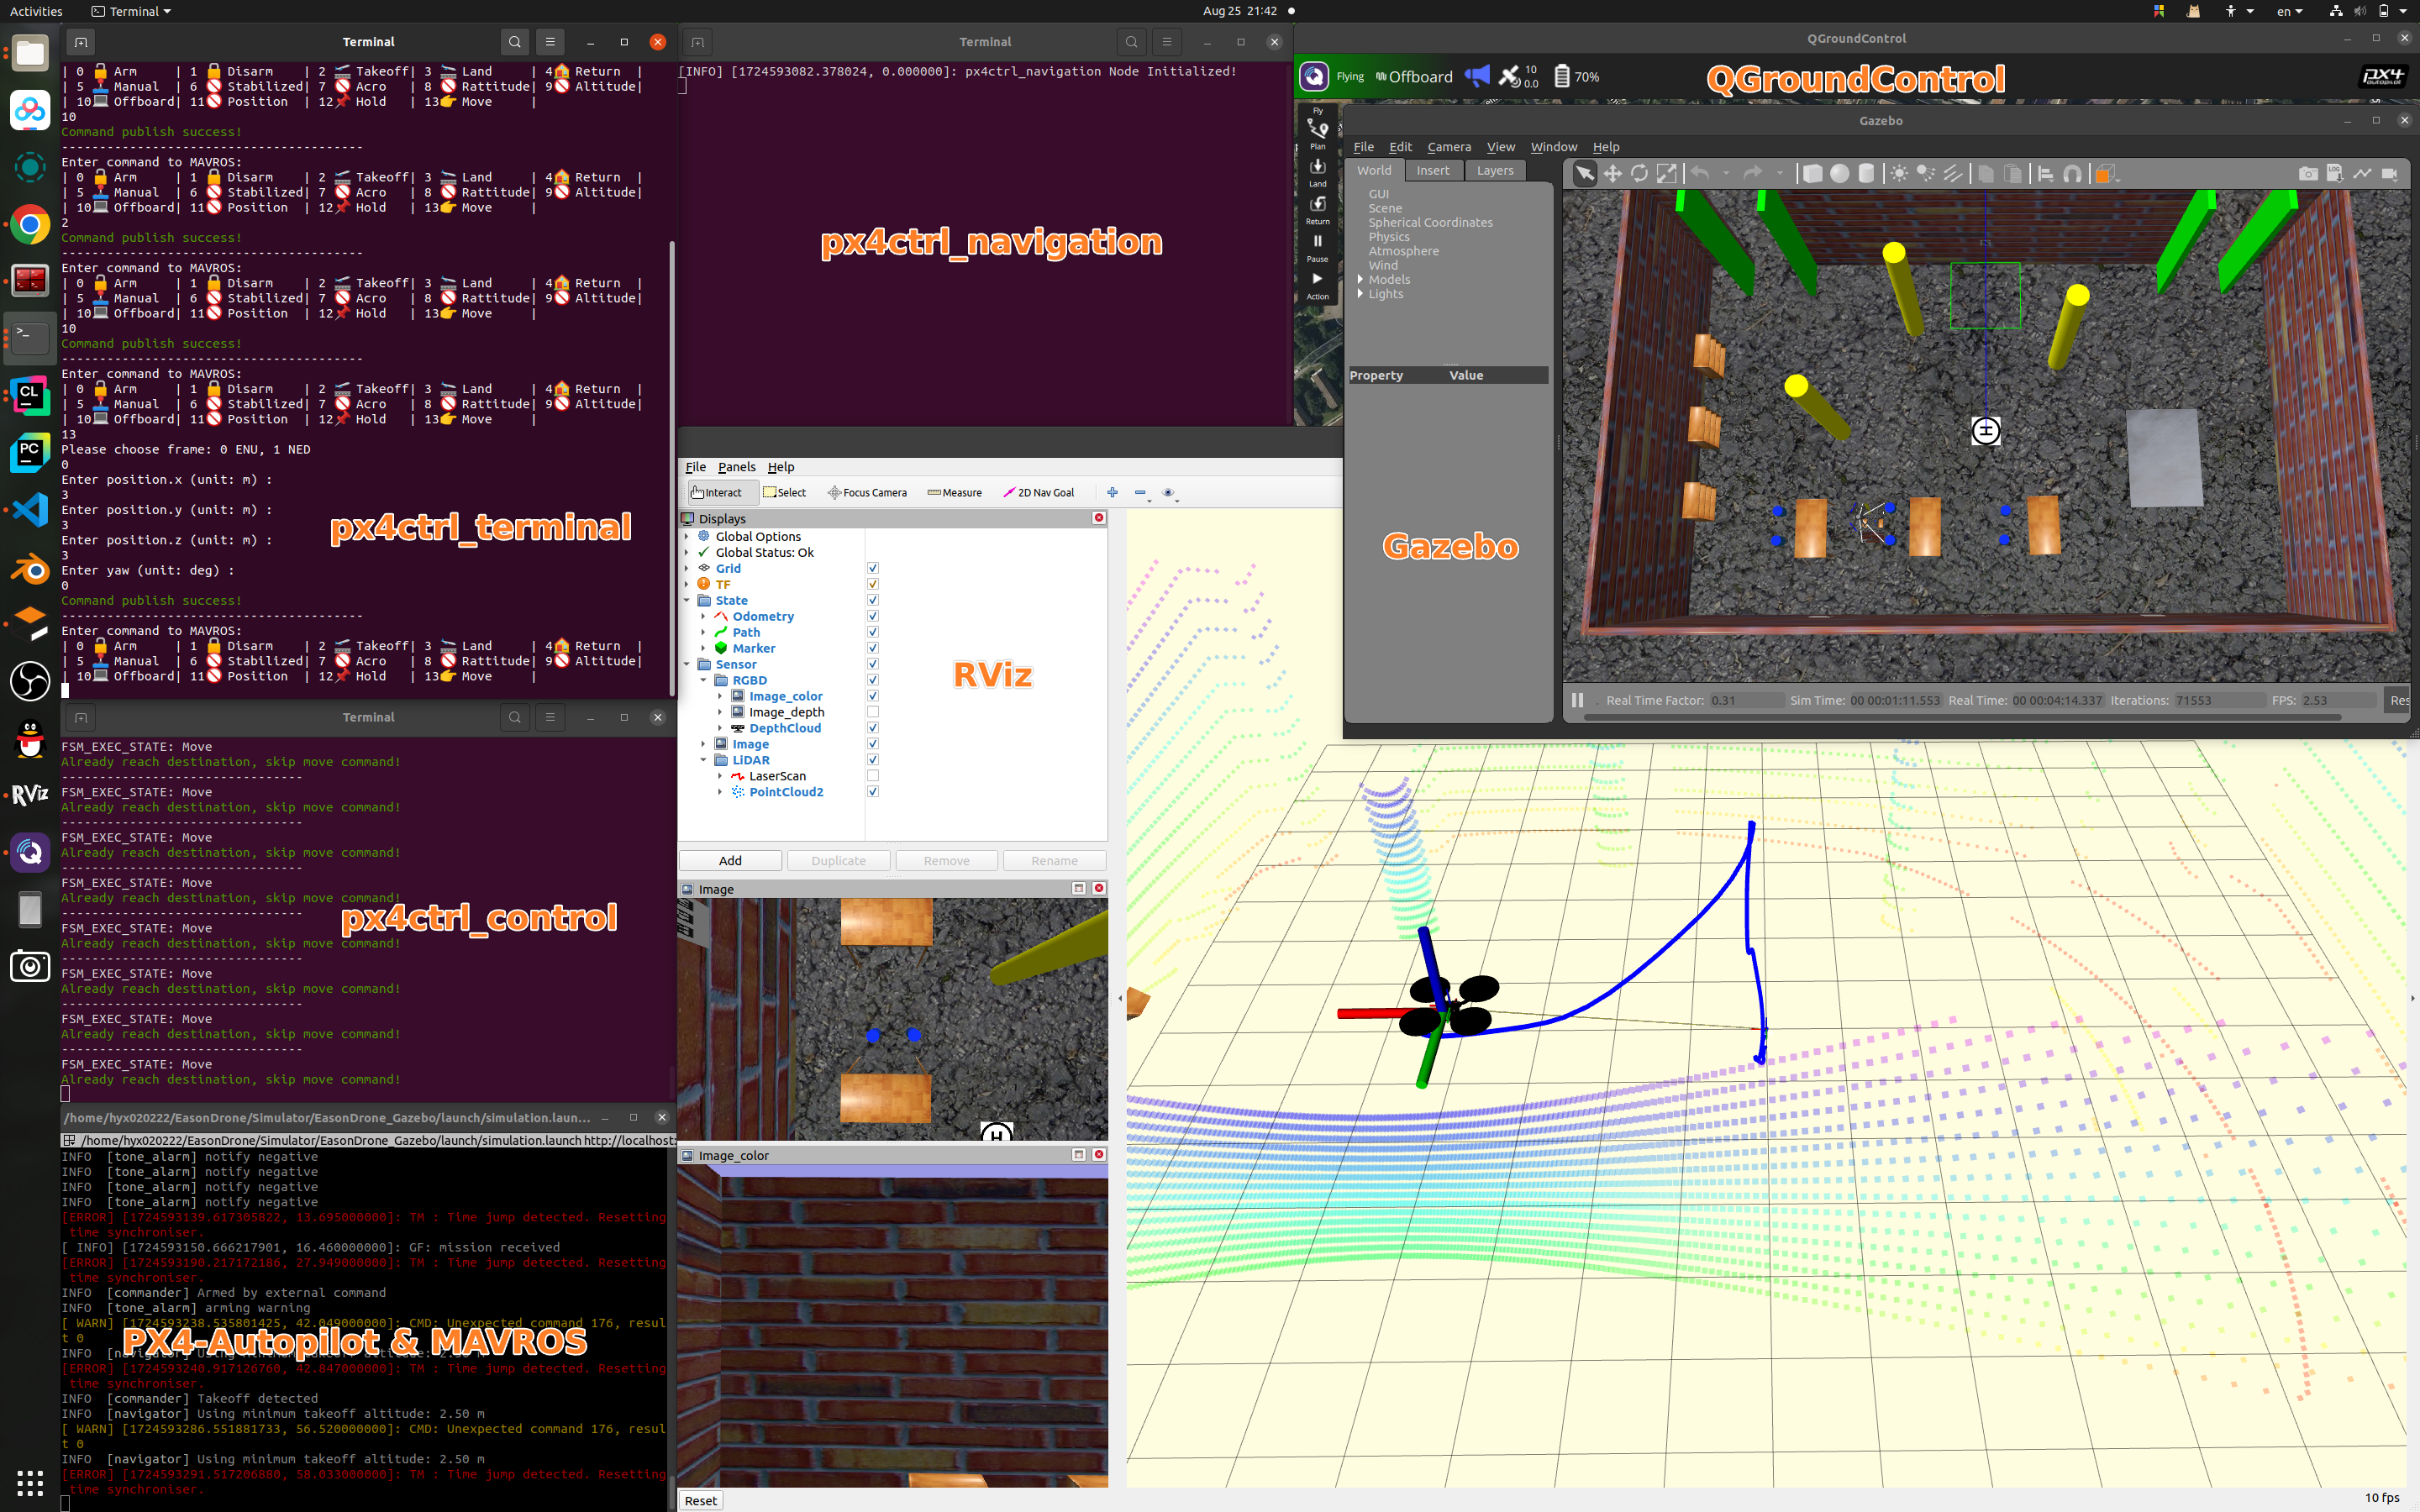 Activities
Terminal
Aug 25 21:42
en
Terminal
| 0 Arm | 1 Disarm | 2 Takeoff| 3 Land | 4 Return |
| 5 Manual | 6 Stabilized| 7 Acro | 8 Rattitude| 9 Altitude|
| 10 Offboard| 11 Position | 12 Hold | 13 Move |
10
Command publish success!
----------------------------------------
Enter command to MAVROS:
| 0 Arm | 1 Disarm | 2 Takeoff| 3 Land | 4 Return |
| 5 Manual | 6 Stabilized| 7 Acro | 8 Rattitude| 9 Altitude|
| 10 Offboard| 11 Position | 12 Hold | 13 Move |
2
Command publish success!
----------------------------------------
Enter command to MAVROS:
| 0 Arm | 1 Disarm | 2 Takeoff| 3 Land | 4 Return |
| 5 Manual | 6 Stabilized| 7 Acro | 8 Rattitude| 9 Altitude|
| 10 Offboard| 11 Position | 12 Hold | 13 Move |
10
Command publish success!
----------------------------------------
Enter command to MAVROS:
| 0 Arm | 1 Disarm | 2 Takeoff| 3 Land | 4 Return |
| 5 Manual | 6 Stabilized| 7 Acro | 8 Rattitude| 9 Altitude|
| 10 Offboard| 11 Position | 12 Hold | 13 Move |
13
Please choose frame: 0 ENU, 1 NED
0
Enter position.x (unit: m) :
3
Enter position.y (unit: m) :
3
Enter position.z (unit: m) :
3
Enter yaw (unit: deg) :
0
Command publish success!
----------------------------------------
Enter command to MAVROS:
| 0 Arm | 1 Disarm | 2 Takeoff| 3 Land | 4 Return |
| 5 Manual | 6 Stabilized| 7 Acro | 8 Rattitude| 9 Altitude|
| 10 Offboard| 11 Position | 12 Hold | 13 Move |
px4ctrl_terminal
Terminal
FSM_EXEC_STATE: Move
Already reach destination, skip move command!
--------------------------------
FSM_EXEC_STATE: Move
Already reach destination, skip move command!
--------------------------------
FSM_EXEC_STATE: Move
Already reach destination, skip move command!
--------------------------------
FSM_EXEC_STATE: Move
Already reach destination, skip move command!
--------------------------------
FSM_EXEC_STATE: Move
Already reach destination, skip move command!
--------------------------------
FSM_EXEC_STATE: Move
Already reach destination, skip move command!
--------------------------------
FSM_EXEC_STATE: Move
Already reach destination, skip move command!
--------------------------------
FSM_EXEC_STATE: Move
Already reach destination, skip move command!
px4ctrl_control
/home/hyx020222/EasonDrone/Simulator/EasonDrone_Gazebo/launch/simulation.laun...
/home/hyx020222/EasonDrone/Simulator/EasonDrone_Gazebo/launch/simulation.launch http://localhost:
INFO [tone_alarm] notify negative
INFO [tone_alarm] notify negative
INFO [tone_alarm] notify negative
INFO [tone_alarm] notify negative
[ERROR] [1724593139.617305822, 13.695000000]: TM : Time jump detected. Resetting
time synchroniser.
[ INFO] [1724593150.666217901, 16.460000000]: GF: mission received
[ERROR] [1724593190.217172186, 27.949000000]: TM : Time jump detected. Resetting
time synchroniser.
INFO [commander] Armed by external command
INFO [tone_alarm] arming warning
[ WARN] [1724593238.535801425, 42.049000000]: CMD: Unexpected command 176, resul
t 0
INFO [navigator] Using minimum takeoff altitude: 2.50 m
[ERROR] [1724593240.917126760, 42.847000000]: TM : Time jump detected. Resetting
time synchroniser.
INFO [commander] Takeoff detected
INFO [navigator] Using minimum takeoff altitude: 2.50 m
[ WARN] [1724593286.551881733, 56.520000000]: CMD: Unexpected command 176, resul
t 0
INFO [navigator] Using minimum takeoff altitude: 2.50 m
[ERROR] [1724593291.517206880, 58.033000000]: TM : Time jump detected. Resetting
time synchroniser.
PX4-Autopilot & MAVROS
CL
PC
RViz
Terminal
[INFO] [1724593082.378024, 0.000000]: px4ctrl_navigation Node Initialized!
px4ctrl_navigation
QGroundControl
Flying
Offboard
10
0.0
70%
QGroundControl
px4
autopilot
Fly
Plan
Land
Return
Pause
Action
Gazebo
File Edit Camera View Window Help
World Insert Layers
GUI
Scene
Spherical Coordinates
Physics
Atmosphere
Wind
Models
Lights
Property Value
Gazebo
LOG
H
Real Time Factor: 0.31 Sim Time: 00 00:01:11.553 Real Time: 00 00:04:14.337 Iterations: 71553 FPS: 2.53 Res
File Panels Help
Interact Select Focus Camera Measure 2D Nav Goal
Displays
Global Options
Global Status: Ok
Grid
TF
State
Odometry
Path
Marker
Sensor
RGBD
Image_color
Image_depth
DepthCloud
Image
LiDAR
LaserScan
PointCloud2
RViz
Add Duplicate Remove Rename
Image
H
Image_color
Reset
10 fps